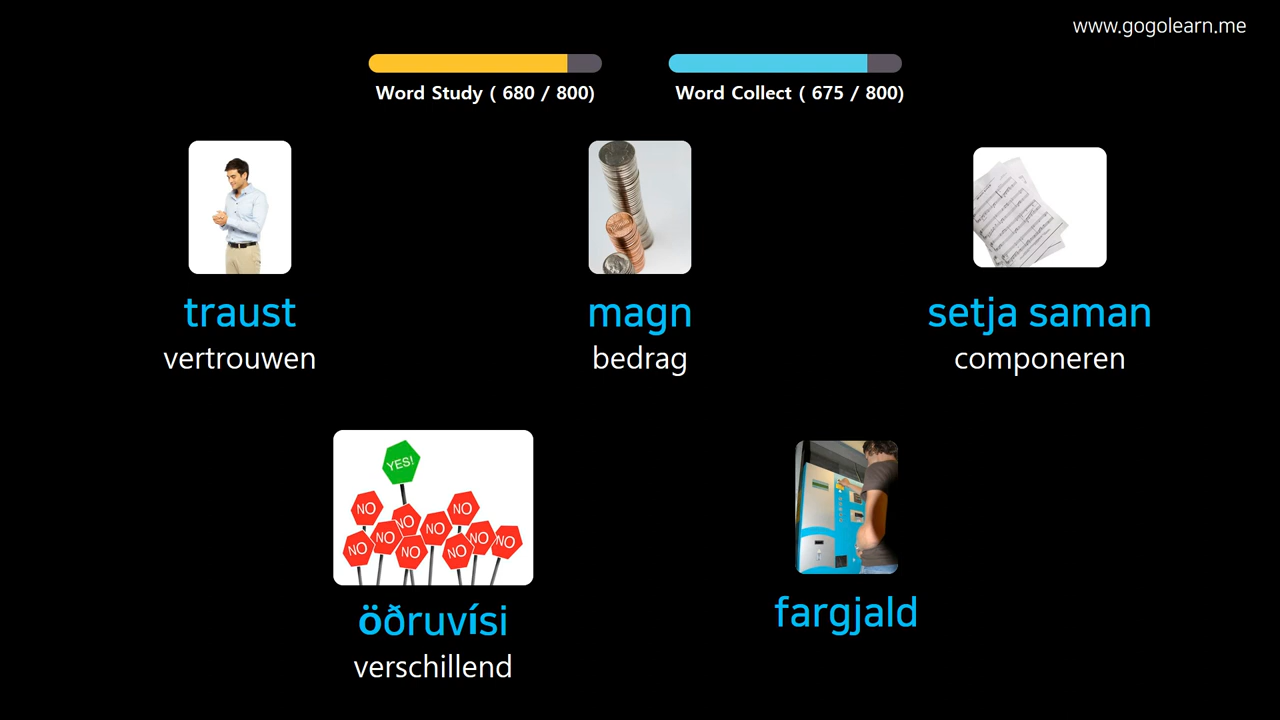 www.gogolearn.me
Word Study ( 680 / 800)
Word Collect ( 675 / 800)
traust
vertrouwen
magn
bedrag
setja saman
componeren
YES!
NO
NO
NO
NO
NO
NO
NO
NO
NO
NO
öðruvísi
verschillend
fargjald